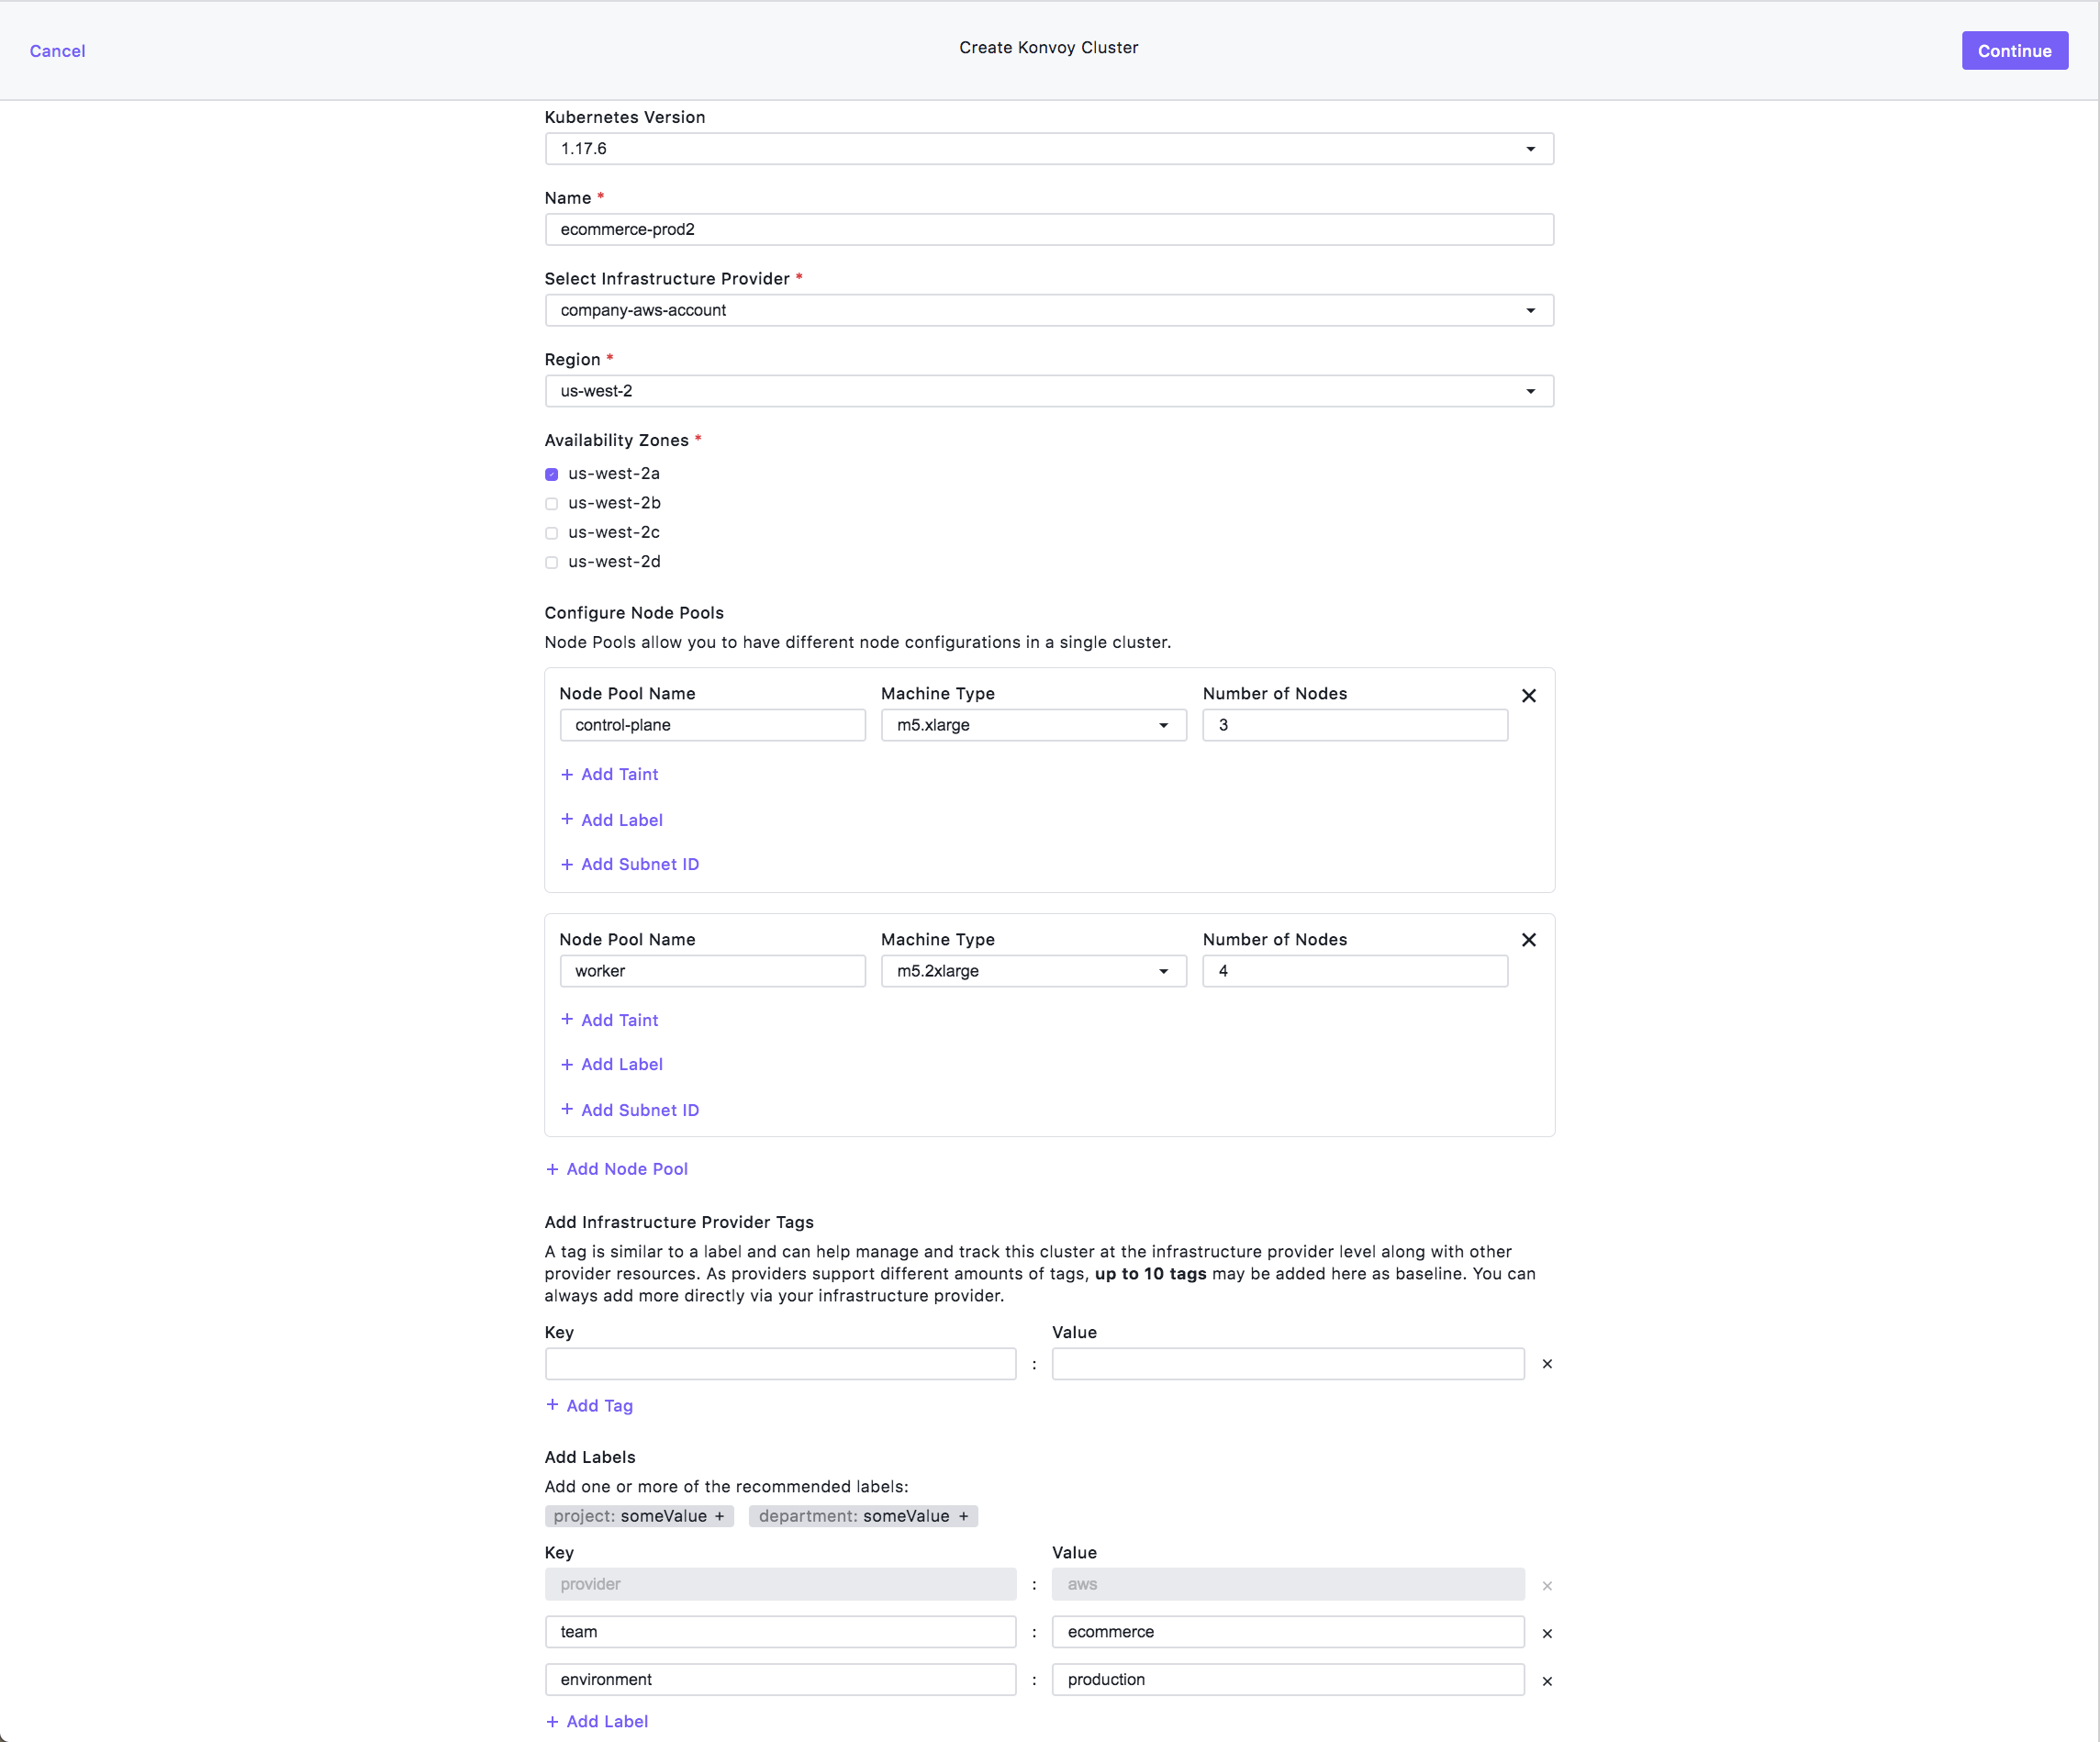 Cancel
Create Konvoy Cluster
Continue
Kubernetes Version
1.17.6
Name *
ecommerce-prod2
Select Infrastructure Provider *
company-aws-account
Region *
us-west-2
Availability Zones *
us-west-2a
us-west-2b
us-west-2c
us-west-2d
Configure Node Pools
Node Pools allow you to have different node configurations in a single cluster.
Node Pool Name Machine Type Number of Nodes
control-plane m5.xlarge 3
+ Add Taint
+ Add Label
+ Add Subnet ID
Node Pool Name Machine Type Number of Nodes
worker m5.2xlarge 4
+ Add Taint
+ Add Label
+ Add Subnet ID
+ Add Node Pool
Add Infrastructure Provider Tags
A tag is similar to a label and can help manage and track this cluster at the infrastructure provider level along with other
provider resources. As providers support different amounts of tags, up to 10 tags may be added here as baseline. You can
always add more directly via your infrastructure provider.
Key Value
:
+ Add Tag
Add Labels
Add one or more of the recommended labels:
project: someValue + department: someValue +
Key Value
provider : aws
team : ecommerce
environment : production
+ Add Label